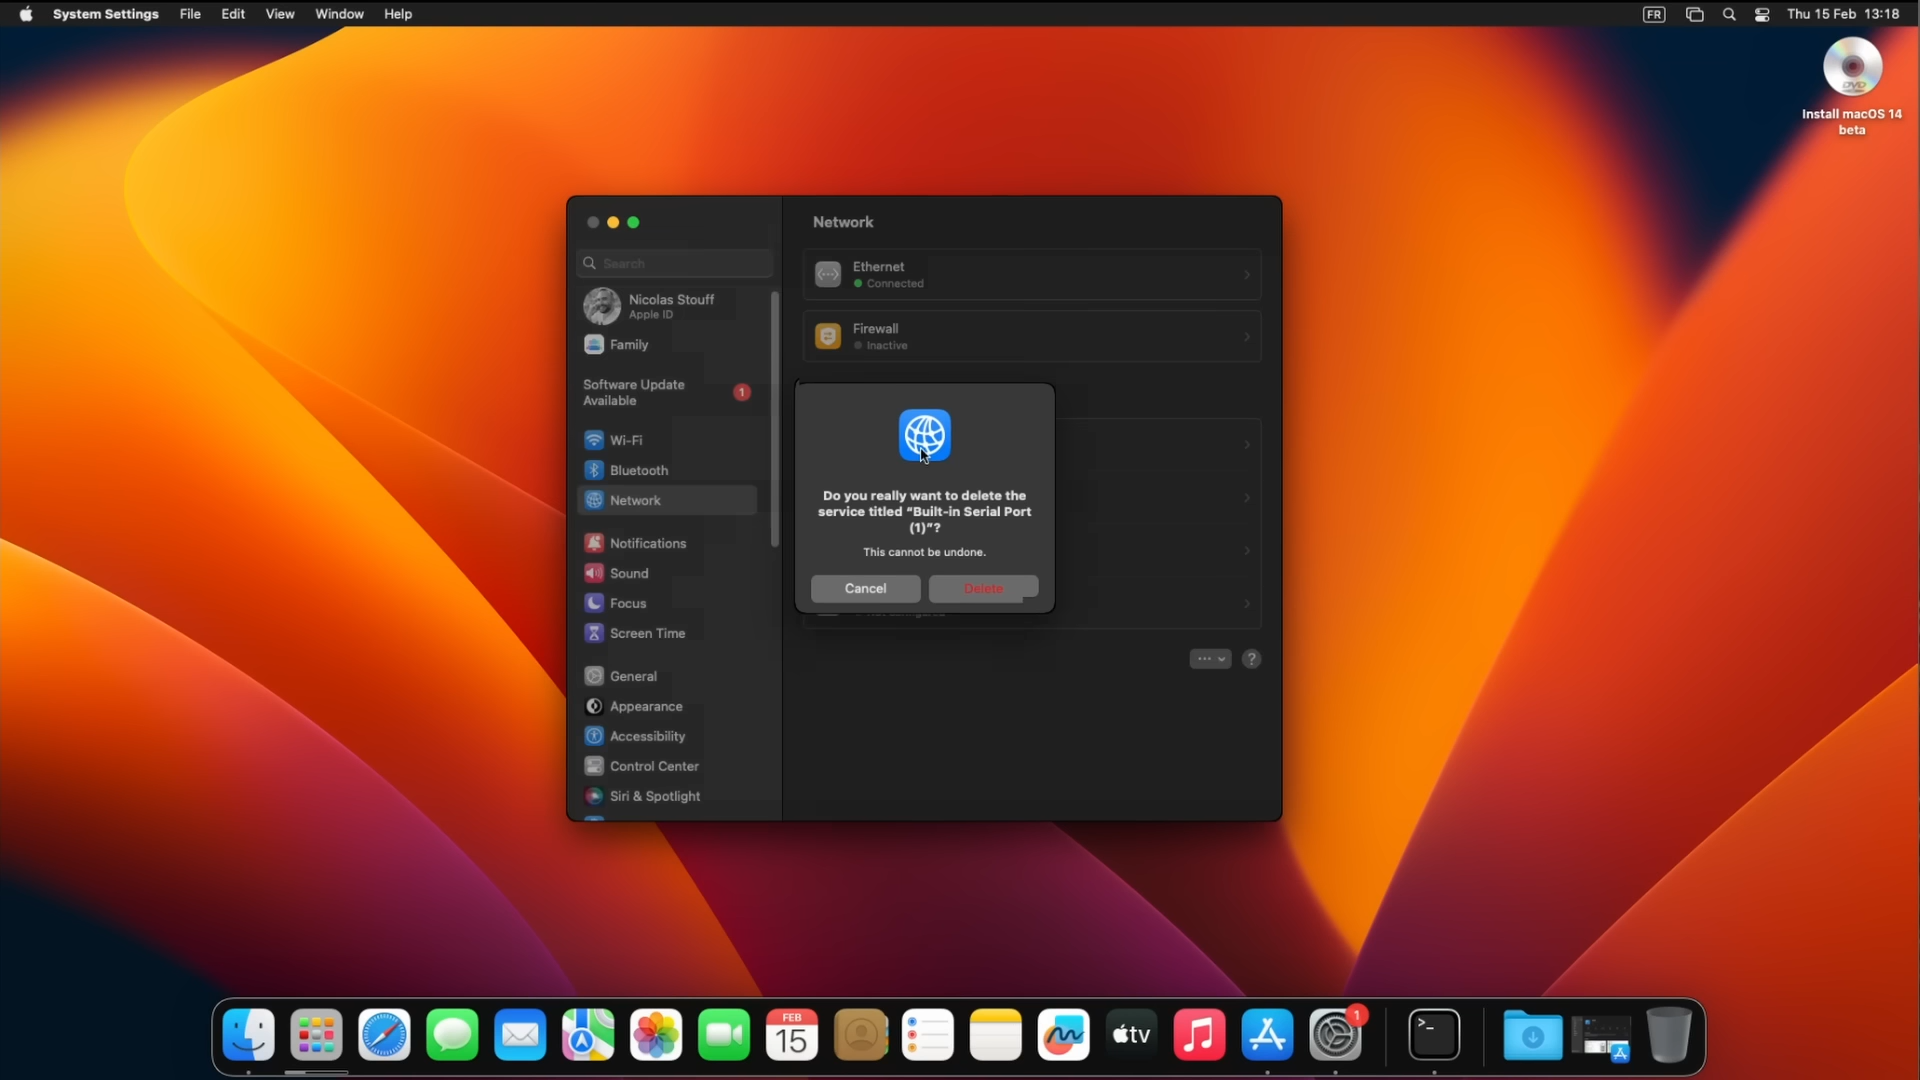 System Settings File Edit View Window Help
FR Thu 15 Feb 13:18
Install macOS 14
beta
Network
Search
Ethernet
Connected
Firewall
Inactive
Nicolas Stouff
Apple ID
Family
Software Update
Available
1
Wi-Fi
Bluetooth
Network
Notifications
Sound
Focus
Screen Time
General
Appearance
Accessibility
Control Center
Siri & Spotlight
Do you really want to delete the
service titled “Built-in Serial Port
(1)”?
This cannot be undone.
Cancel Delete
?
FEB
15
tv
1